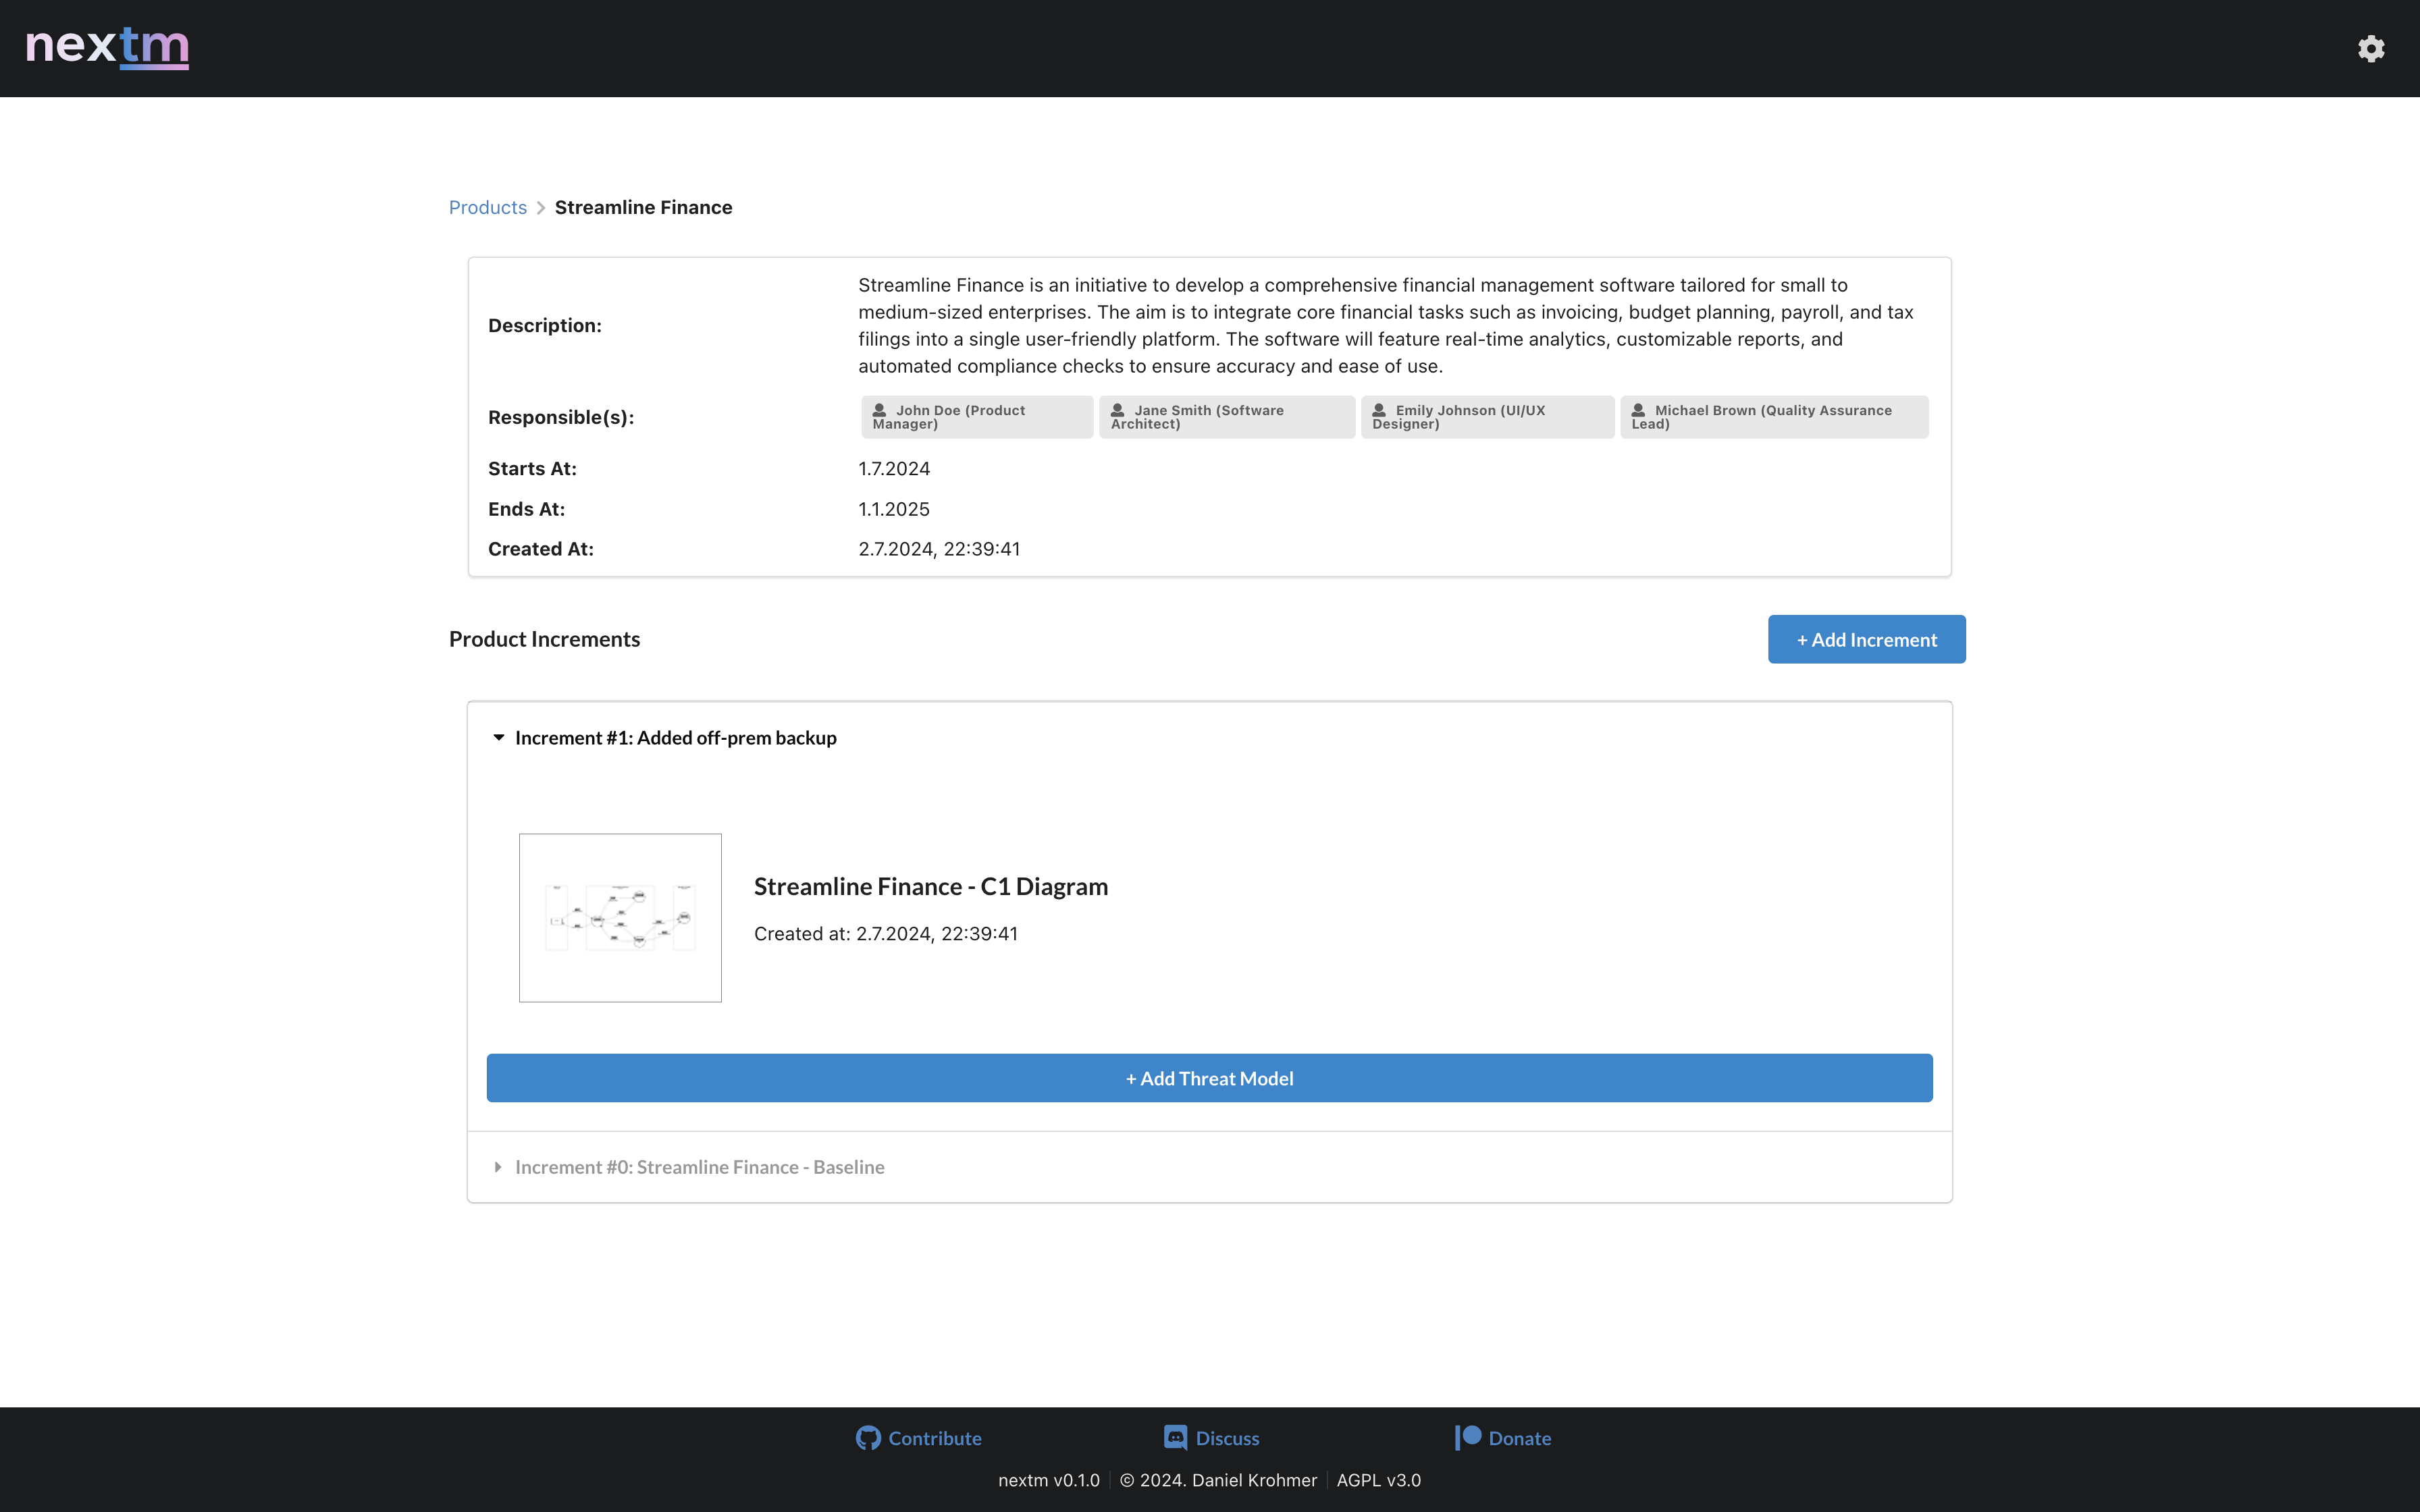 nextm
Products > Streamline Finance
Description:
Streamline Finance is an initiative to develop a comprehensive financial management software tailored for small to
medium-sized enterprises. The aim is to integrate core financial tasks such as invoicing, budget planning, payroll, and tax
filings into a single user-friendly platform. The software will feature real-time analytics, customizable reports, and
automated compliance checks to ensure accuracy and ease of use.
Responsible(s):
John Doe (Product
Manager)
Jane Smith (Software
Architect)
Emily Johnson (UI/UX
Designer)
Michael Brown (Quality Assurance
Lead)
Starts At: 1.7.2024
Ends At: 1.1.2025
Created At: 2.7.2024, 22:39:41
Product Increments
+ Add Increment
Increment #1: Added off-prem backup
Streamline Finance - C1 Diagram
Created at: 2.7.2024, 22:39:41
+ Add Threat Model
Increment #0: Streamline Finance - Baseline
Contribute Discuss Donate
nextm v0.1.0 | © 2024. Daniel Krohmer | AGPL v3.0